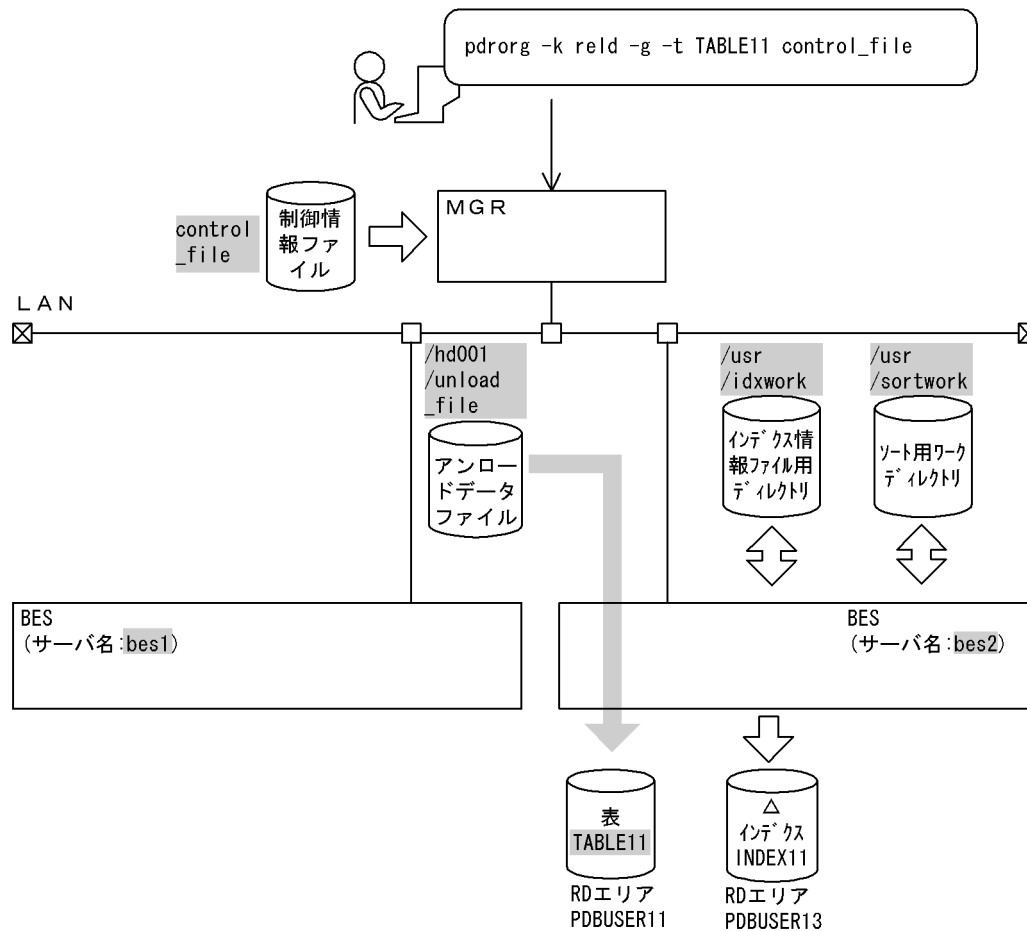 pdrorg -k reld -g -t TABLE11 control_file
MGR
control
_file
制御情
報ファ
イル
LAN
/hd001
/unload
_file
アンロー
ドデータ
ファイル
/usr
/idxwork
インデクス情
報ファイル用
ディレクトリ
/usr
/sortwork
ソート用ワーク
ディレクトリ
BES
(サーバ名:bes1)
BES
(サーバ名:bes2)
表
TABLE11
RDエリア
PDBUSER11
インデクス
INDEX11
RDエリア
PDBUSER13